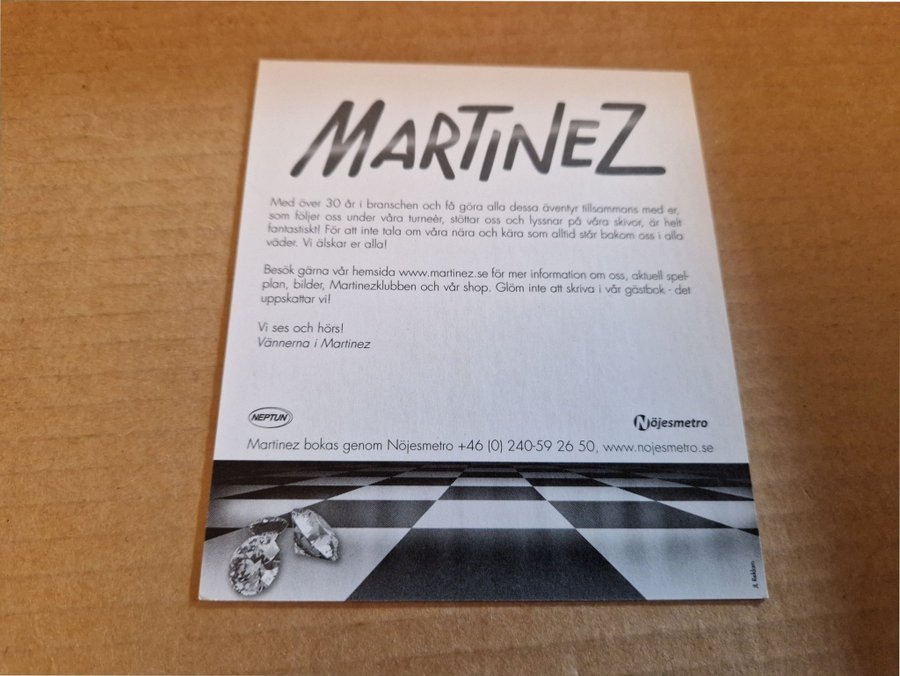 MARTINEZ
Med över 30 år i branschen och få göra alla dessa äventyr tillsammans med er,
som följer oss under våra turneér, stöttar oss och lyssnar på våra skivor, är helt
fantastiskt! För att inte tala om våra nära och kära som alltid står bakom oss i alla
väder. Vi älskar er alla!
Besök gärna vår hemsida www.martinez.se för mer information om oss, aktuell spel-
plan, bilder, Martinezklubben och vår shop. Glöm inte att skriva i vår gästbok - det
uppskattar vi!
Vi ses och hörs!
Vännerna i Martinez
NEPTUN
Nöjesmetro
Martinez bokas genom Nöjesmetro +46 (0) 240-59 26 50, www.nojesmetro.se
JL Reklam